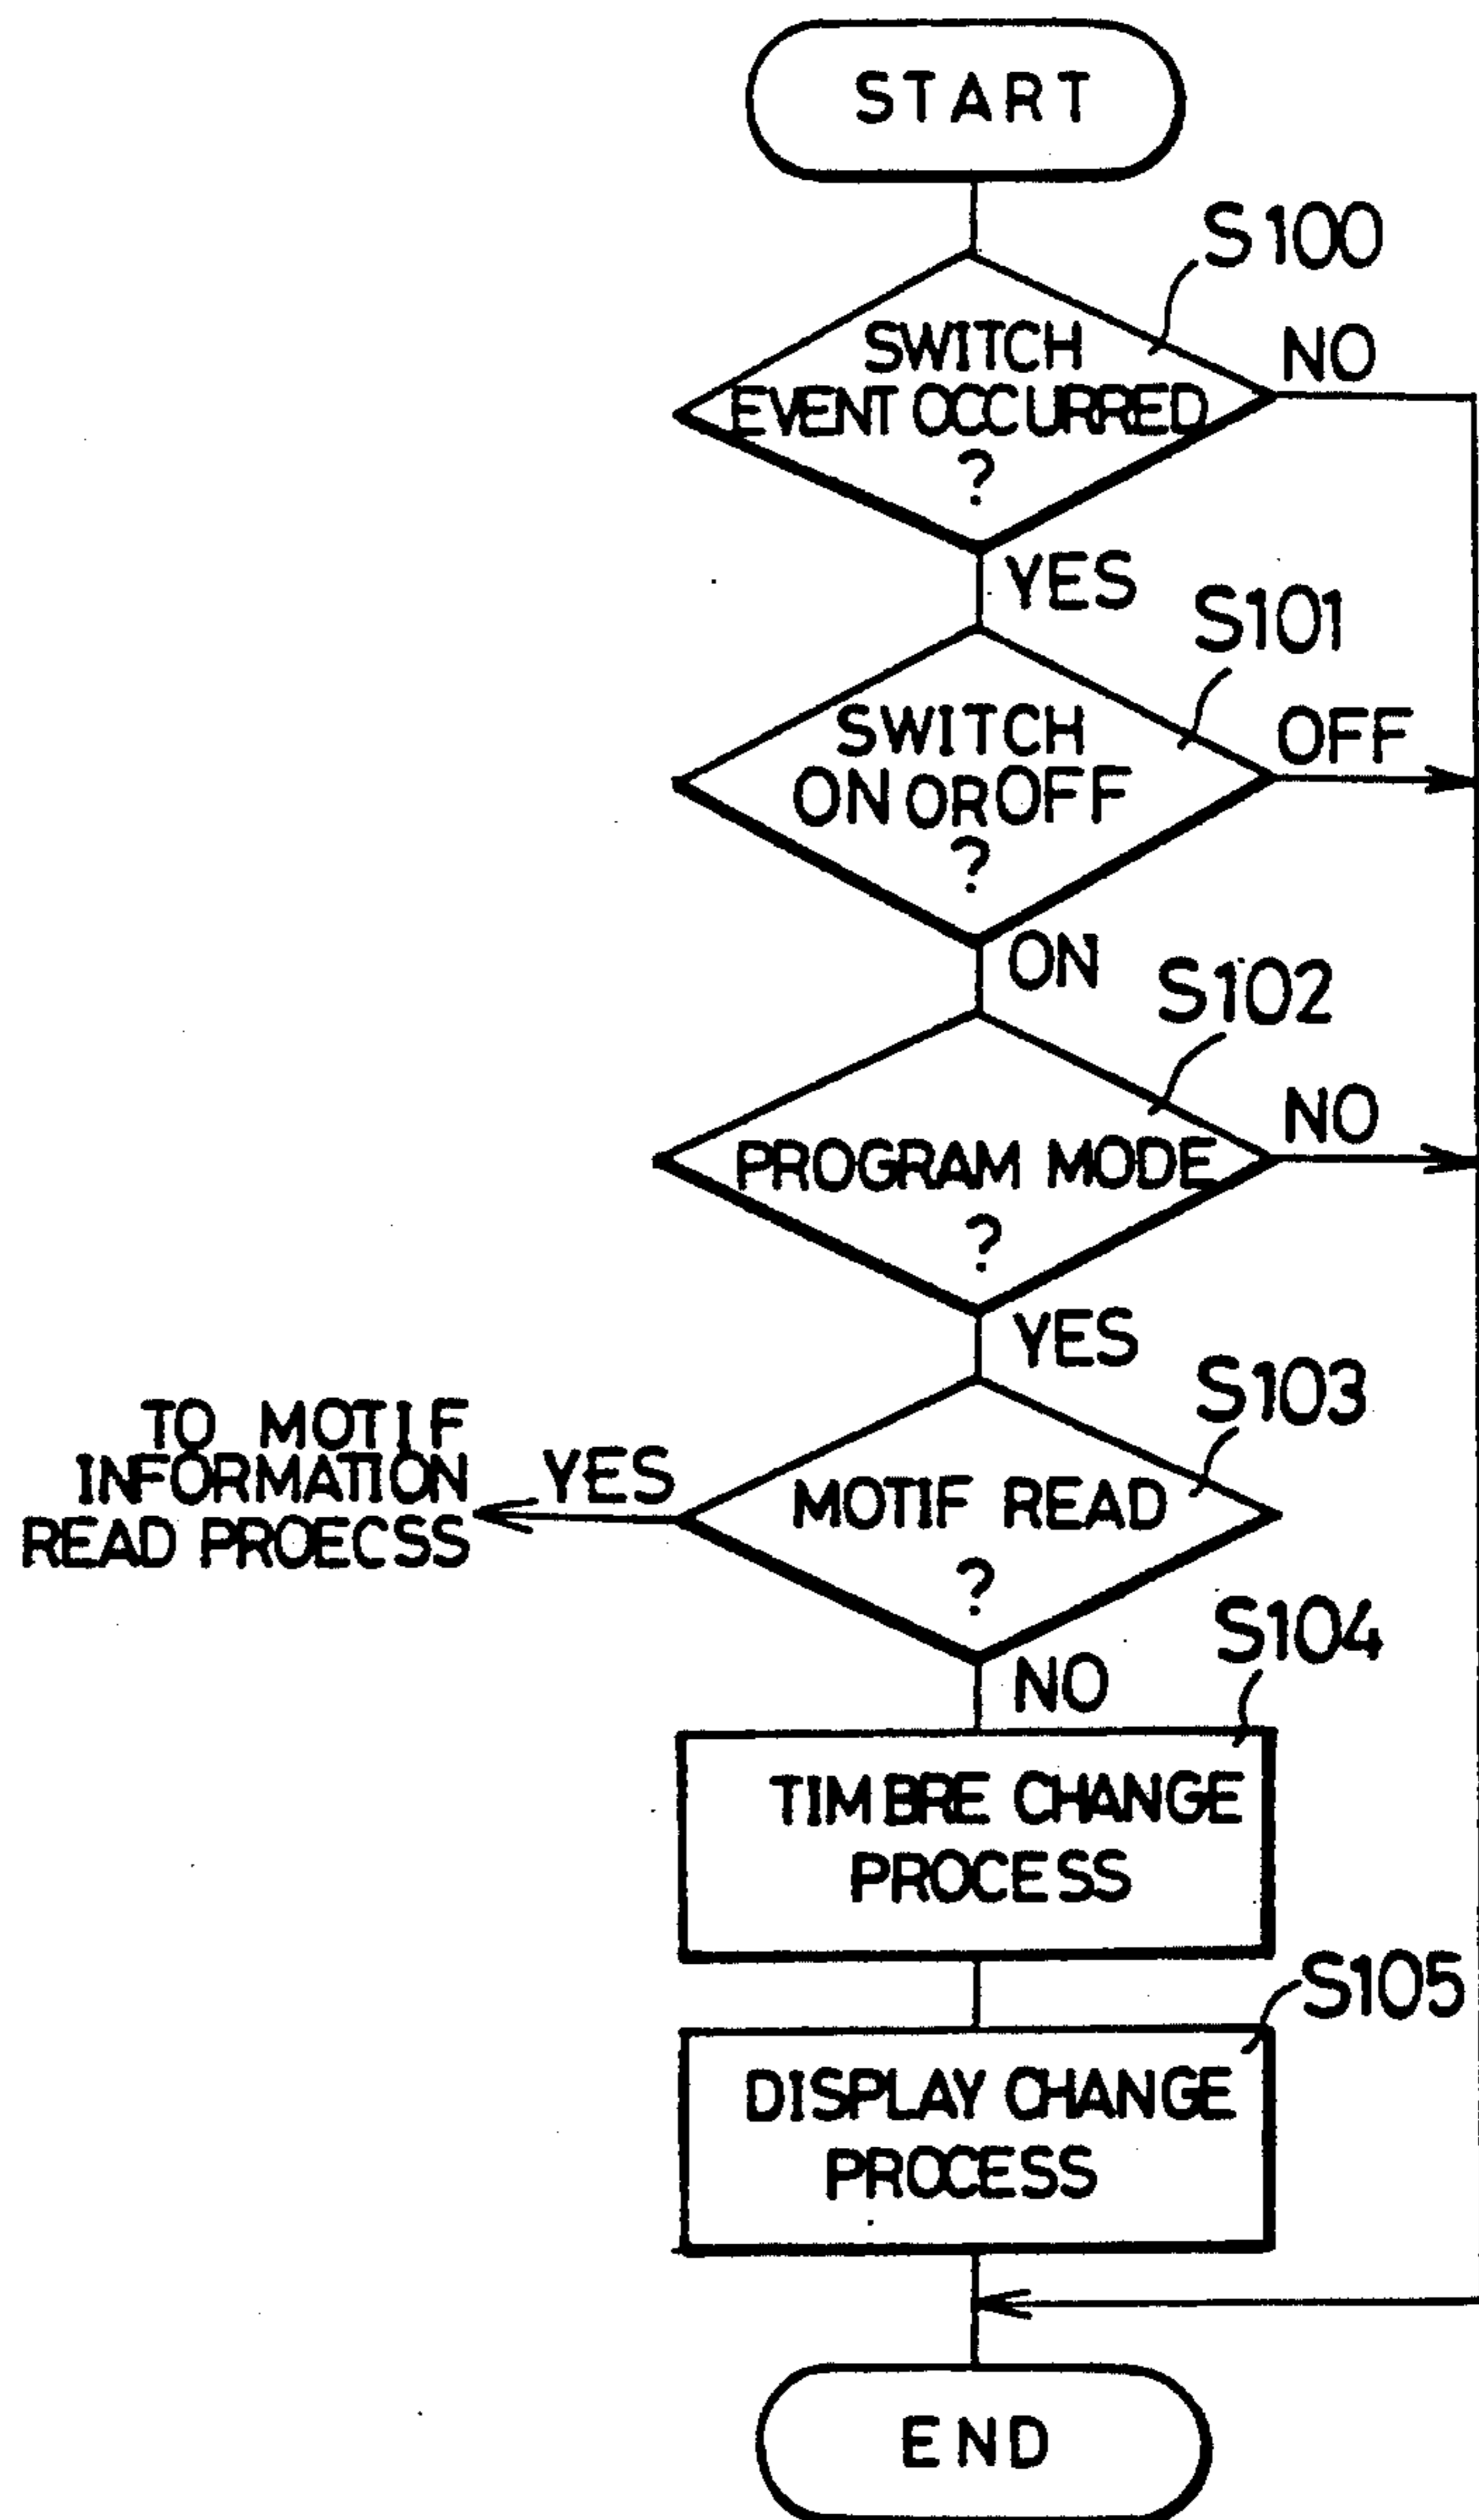 START
S100
SWITCH
EVENT OCCURRED
?
NO
YES
S101
SWITCH
ON OR OFF
?
OFF
ON
S102
PROGRAM MODE
?
NO
YES
S103
MOTIF READ
?
YES
TO MOTIF
INFORMATION
READ PROECSS
NO
S104
TIMBRE CHANGE
PROCESS
S105
DISPLAY CHANGE
PROCESS
END